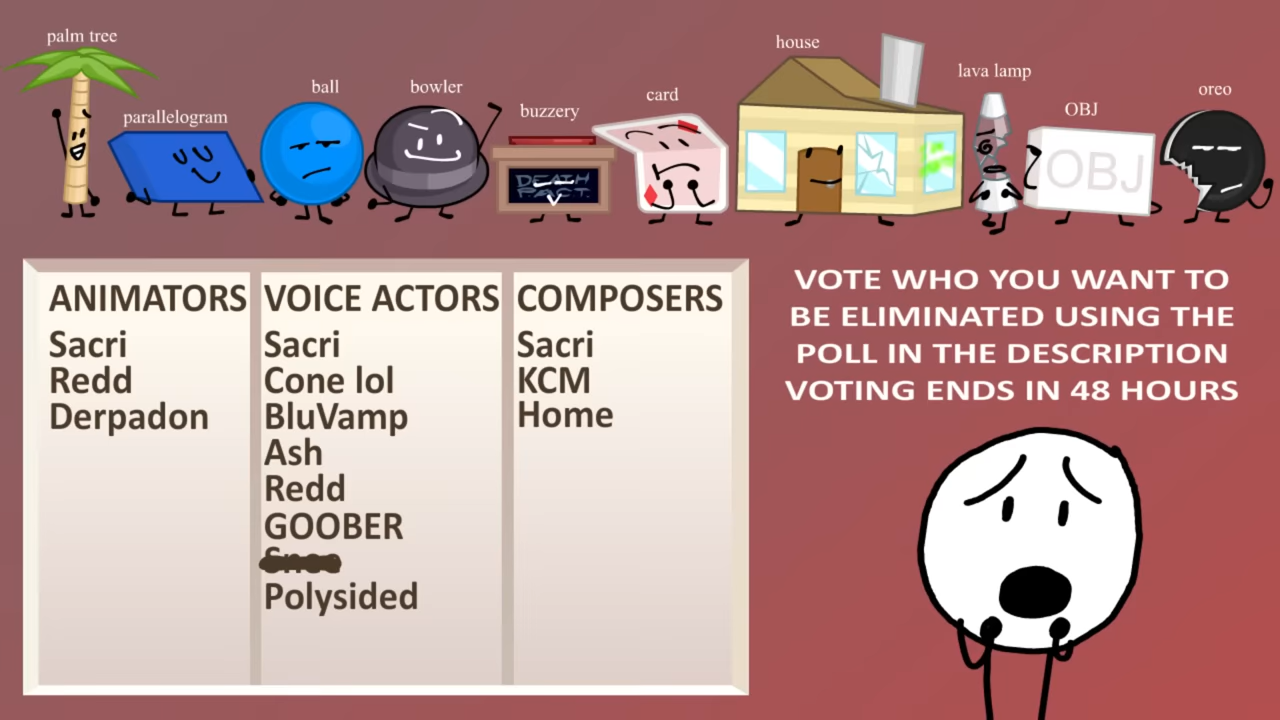 palm tree
parallelogram
ball
bowler
buzzery
card
house
lava lamp
OBJ
oreo
DEATH
PACT.
OBJ
ANIMATORS
Sacri
Redd
Derpadon
VOICE ACTORS
Sacri
Cone lol
BluVamp
Ash
Redd
GOOBER
Polysided
COMPOSERS
Sacri
KCM
Home
VOTE WHO YOU WANT TO
BE ELIMINATED USING THE
POLL IN THE DESCRIPTION
VOTING ENDS IN 48 HOURS